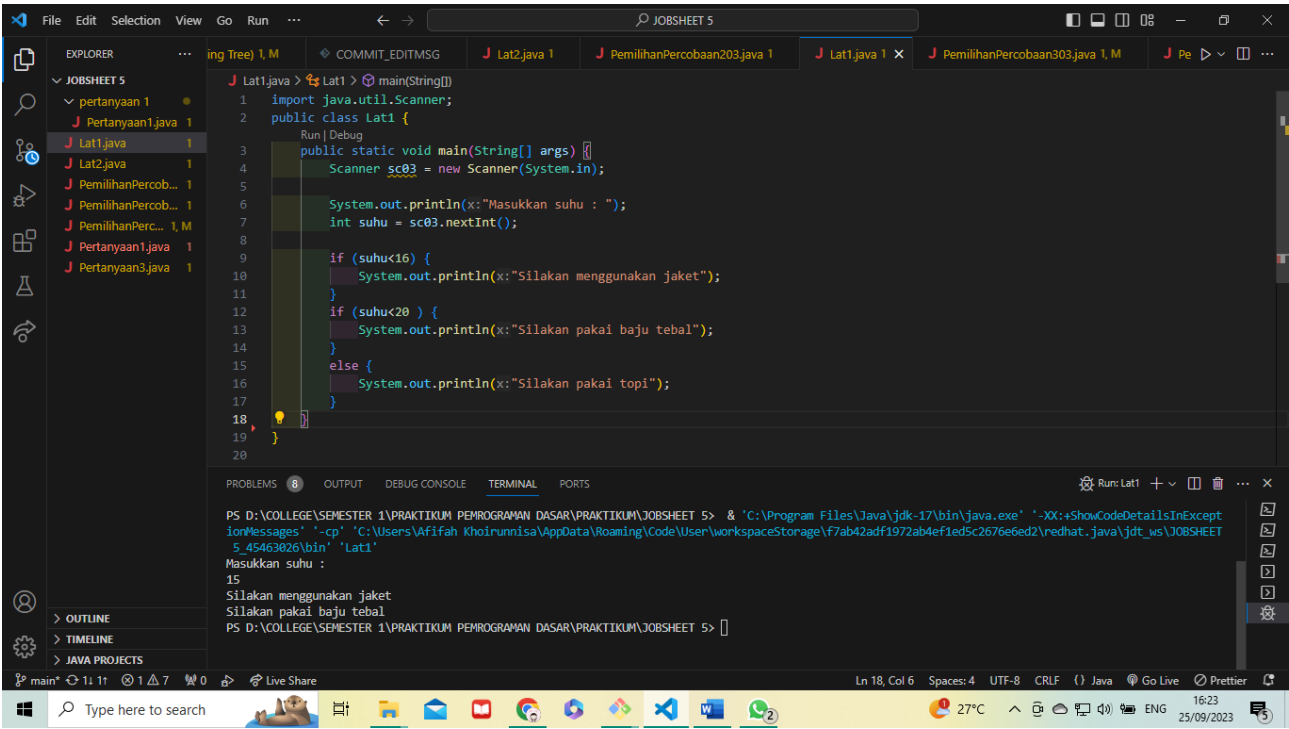 File Edit Selection View Go Run ··· ← → JOBSHEET 5
EXPLORER ···
ing Tree) 1, M COMMIT_EDITMSG J Lat2.java 1 J PemilihanPercobaan203.java 1 J Lat1.java 1 × J PemilihanPercobaan303.java 1, M J Pe ···
JOBSHEET 5
pertanyaan 1
J Pertanyaan1.java 1
J Lat1.java 1
J Lat2.java 1
J PemilihanPercob... 1
J PemilihanPercob... 1
J PemilihanPerc... 1, M
J Pertanyaan1.java 1
J Pertanyaan3.java 1
> OUTLINE
> TIMELINE
> JAVA PROJECTS
J Lat1.java > Lat1 > main(String[])
1 import java.util.Scanner;
2 public class Lat1 {
Run | Debug
3 public static void main(String[] args) {
4 Scanner sc03 = new Scanner(System.in);
5
6 System.out.println(x:"Masukkan suhu : ");
7 int suhu = sc03.nextInt();
8
9 if (suhu<16) {
10 System.out.println(x:"Silakan menggunakan jaket");
11 }
12 if (suhu<20 ) {
13 System.out.println(x:"Silakan pakai baju tebal");
14 }
15 else {
16 System.out.println(x:"Silakan pakai topi");
17 }
18 }
19 }
20
PROBLEMS 8 OUTPUT DEBUG CONSOLE TERMINAL PORTS Run: Lat1 ··· ×
PS D:\COLLEGE\SEMESTER 1\PRAKTIKUM PEMROGRAMAN DASAR\PRAKTIKUM\JOBSHEET 5> & 'C:\Program Files\Java\jdk-17\bin\java.exe' '-XX:+ShowCodeDetailsInExcept
ionMessages' '-cp' 'C:\Users\Afifah Khoirunnisa\AppData\Roaming\Code\User\workspaceStorage\f7ab42adf1972ab4ef1ed5c2676e6ed2\redhat.java\jdt_ws\JOBSHEET
5_45463026\bin' 'Lat1'
Masukkan suhu :
15
Silakan menggunakan jaket
Silakan pakai baju tebal
PS D:\COLLEGE\SEMESTER 1\PRAKTIKUM PEMROGRAMAN DASAR\PRAKTIKUM\JOBSHEET 5>
main* 1↓ 1↑ 1 7 0 Live Share Ln 18, Col 6 Spaces: 4 UTF-8 CRLF {} Java Go Live Prettier
Type here to search 2 27°C ENG 16:23
25/09/2023 5